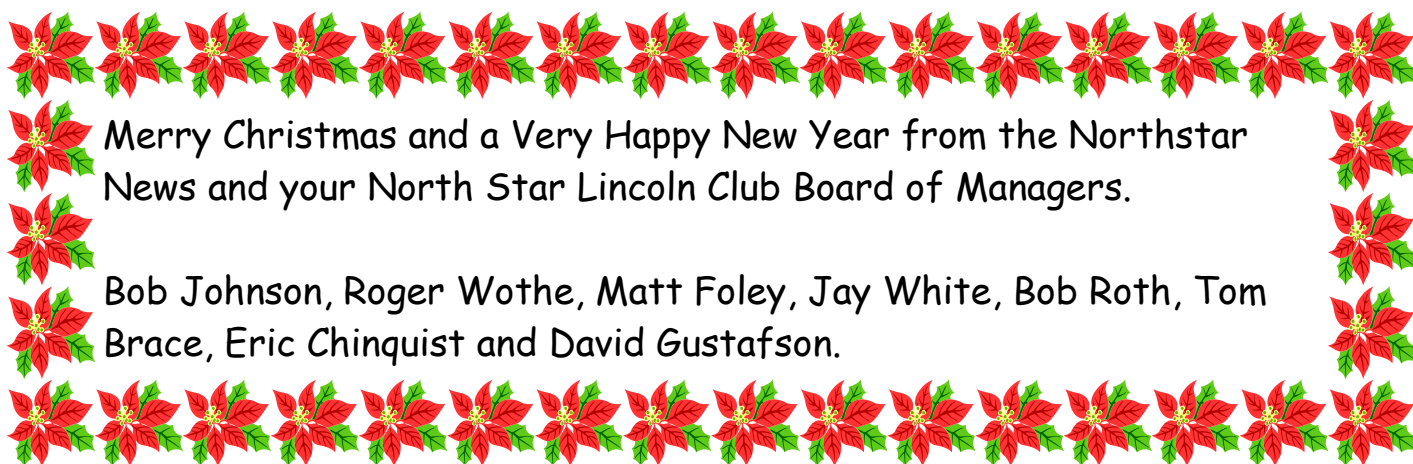 Merry Christmas and a Very Happy New Year from the Northstar
News and your North Star Lincoln Club Board of Managers.
Bob Johnson, Roger Wothe, Matt Foley, Jay White, Bob Roth, Tom
Brace, Eric Chinquist and David Gustafson.